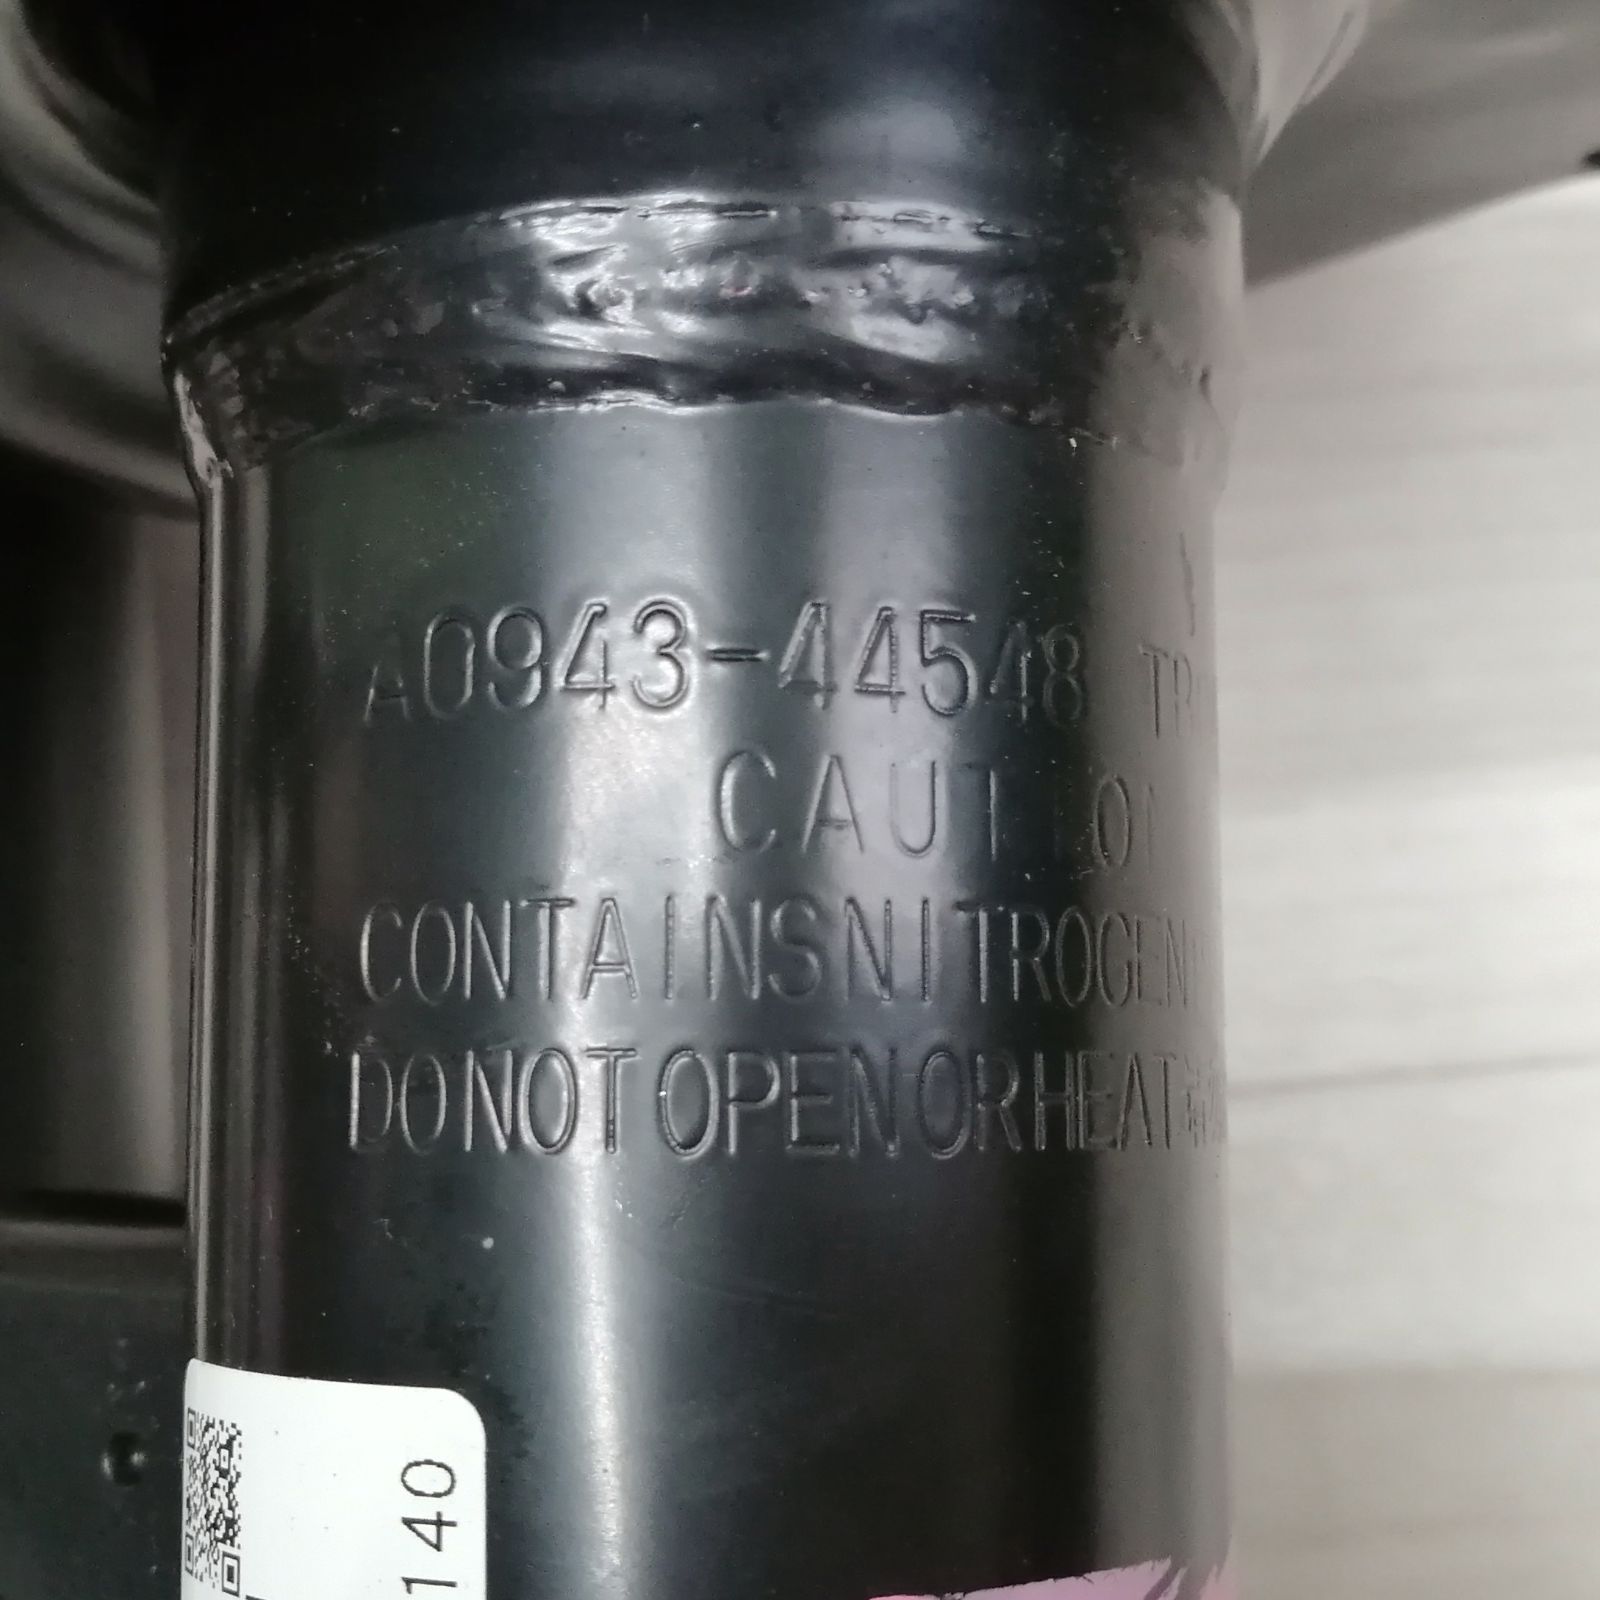 A0943-44548
CAUTION
CONTAINS NITROGEN
DO NOT OPEN OR HEAT
140